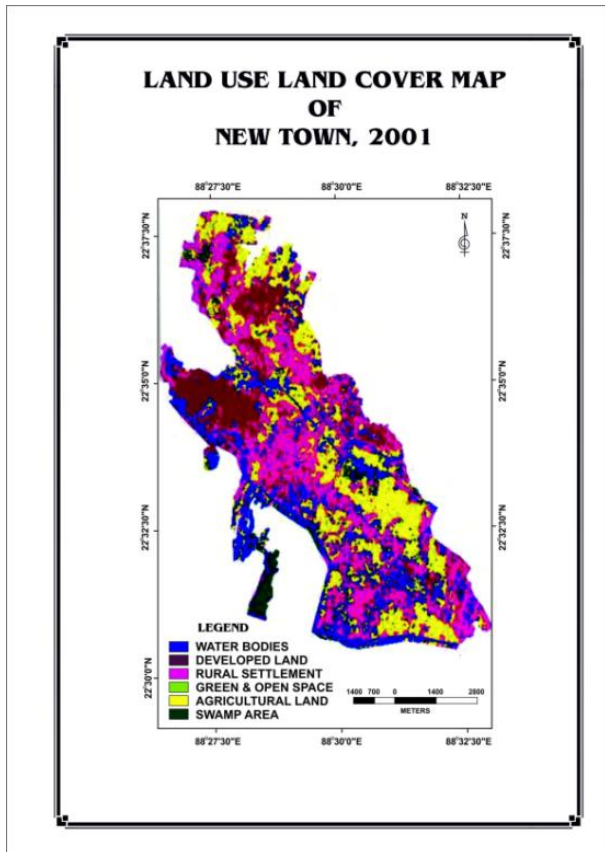 LAND USE LAND COVER MAP
OF
NEW TOWN, 2001
88°27'30"E 88°30'0"E 88°32'30"E
N
22°37'30"N 22°37'30"N
22°35'0"N 22°35'0"N
22°32'30"N 22°32'30"N
22°30'0"N
LEGEND
WATER BODIES
DEVELOPED LAND
RURAL SETTLEMENT
GREEN & OPEN SPACE
AGRICULTURAL LAND
SWAMP AREA
1400 700 0 1400 2800
METERS
88°27'30"E 88°30'0"E 88°32'30"E